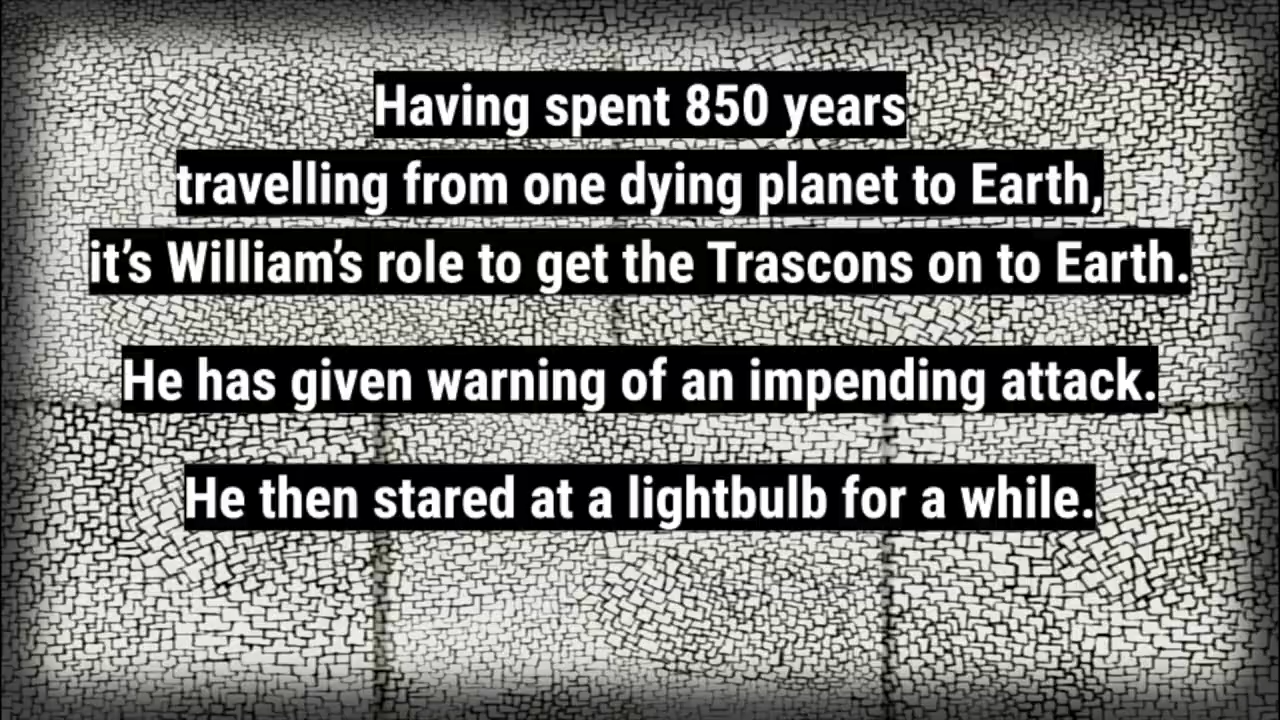 Having spent 850 years
travelling from one dying planet to Earth,
it’s William’s role to get the Trascons on to Earth.
He has given warning of an impending attack.
He then stared at a lightbulb for a while.